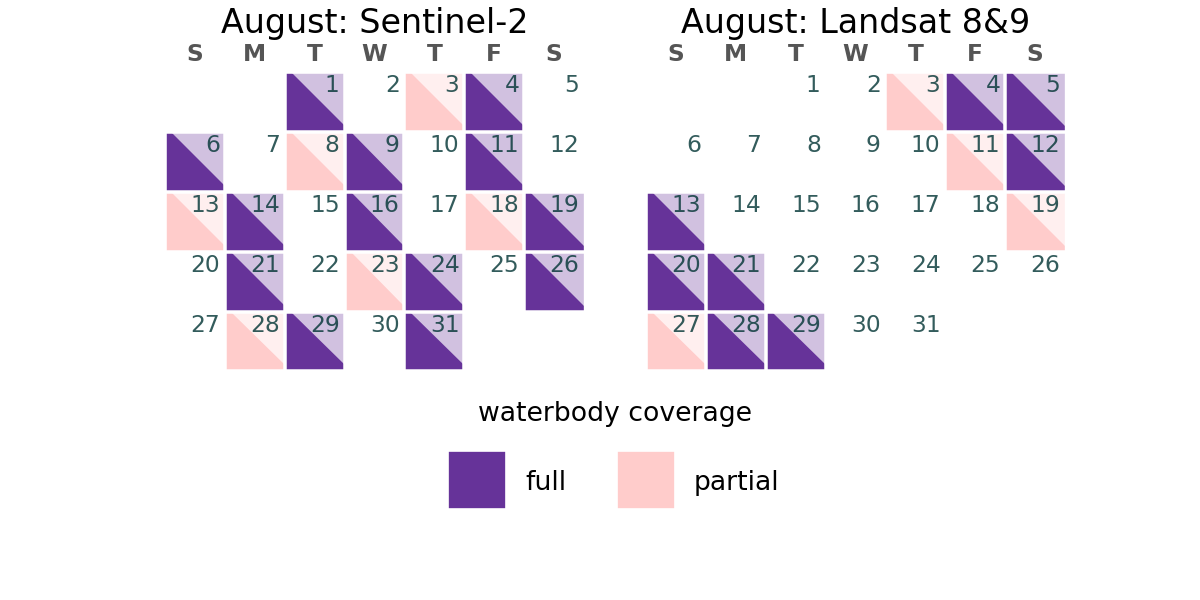 August: Sentinel-2
S M T W T F S
1 2 3 4 5
6 7 8 9 10 11 12
13 14 15 16 17 18 19
20 21 22 23 24 25 26
27 28 29 30 31
August: Landsat 8&9
S M T W T F S
1 2 3 4 5
6 7 8 9 10 11 12
13 14 15 16 17 18 19
20 21 22 23 24 25 26
27 28 29 30 31
waterbody coverage
full partial